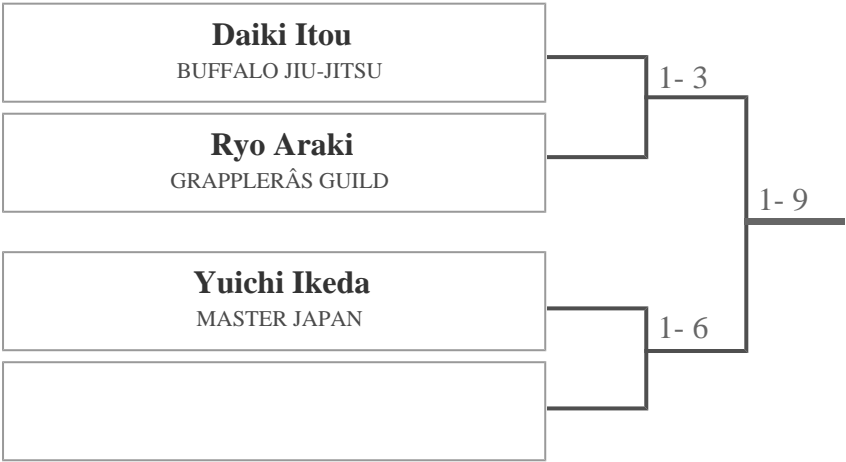 Daiki Itou
BUFFALO JIU-JITSU
1- 3
Ryo Araki
GRAPPLERÂS GUILD
1- 9
Yuichi Ikeda
MASTER JAPAN
1- 6